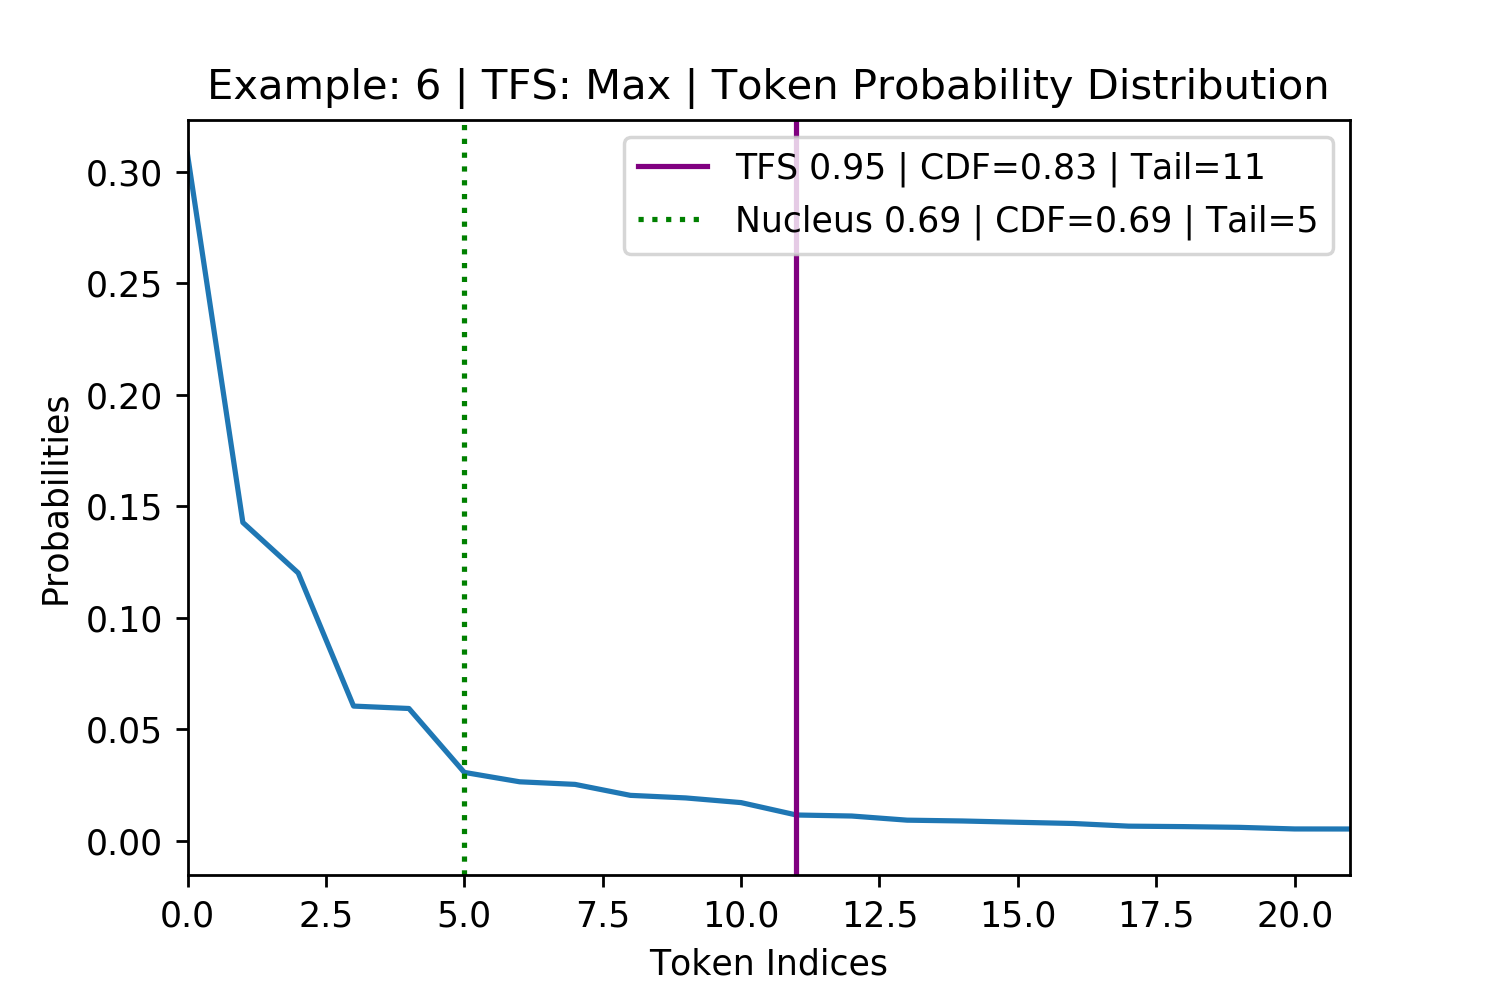 Example: 6 | TFS: Max | Token Probability Distribution
TFS 0.95 | CDF=0.83 | Tail=11
Nucleus 0.69 | CDF=0.69 | Tail=5
Probabilities
0.30
0.25
0.20
0.15
0.10
0.05
0.00
0.0 2.5 5.0 7.5 10.0 12.5 15.0 17.5 20.0
Token Indices